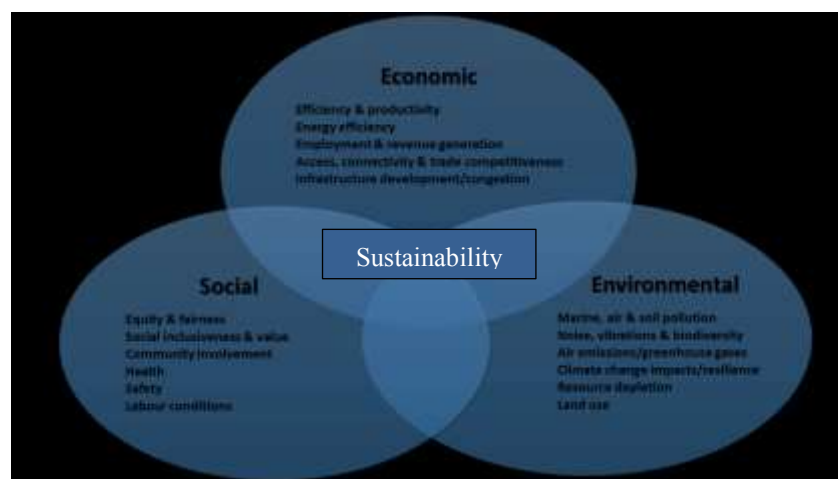 Economic
Efficiency & productivity
Energy efficiency
Employment & revenue generation
Access, connectivity & trade competitiveness
Infrastructure development/congestion
Sustainability
Social
Equity & fairness
Social inclusiveness & value
Community involvement
Health
Safety
Labour conditions
Environmental
Marine, air & soil pollution
Noise, vibrations & biodiversity
Air emissions/greenhouse gases
Climate change impacts/resilience
Resource depletion
Land use